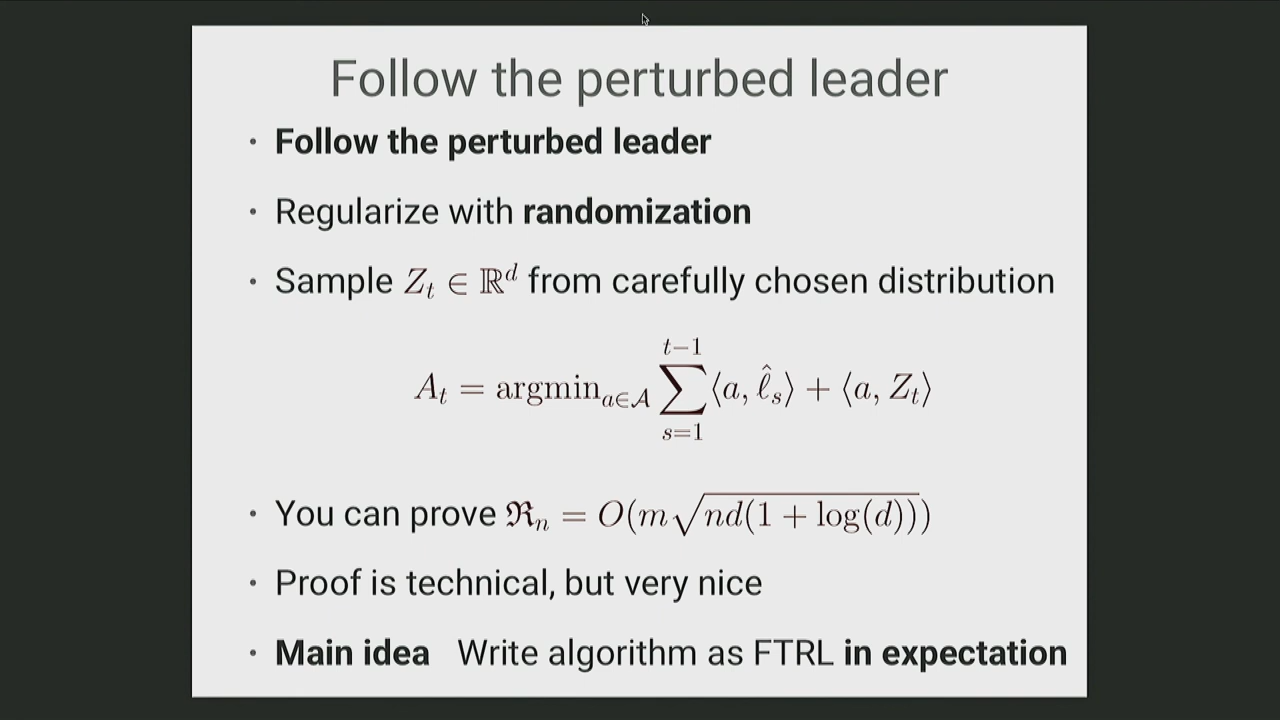 Follow the perturbed leader
• Follow the perturbed leader
• Regularize with randomization
• Sample $Z_t \in \mathbb{R}^d$ from carefully chosen distribution
$A_t = \operatorname{argmin}_{a \in \mathcal{A}} \sum_{s=1}^{t-1} \langle a, \hat{\ell}_s \rangle + \langle a, Z_t \rangle$
• You can prove $\mathfrak{R}_n = O(m\sqrt{nd(1 + \log(d))})$
• Proof is technical, but very nice
• Main idea Write algorithm as FTRL in expectation